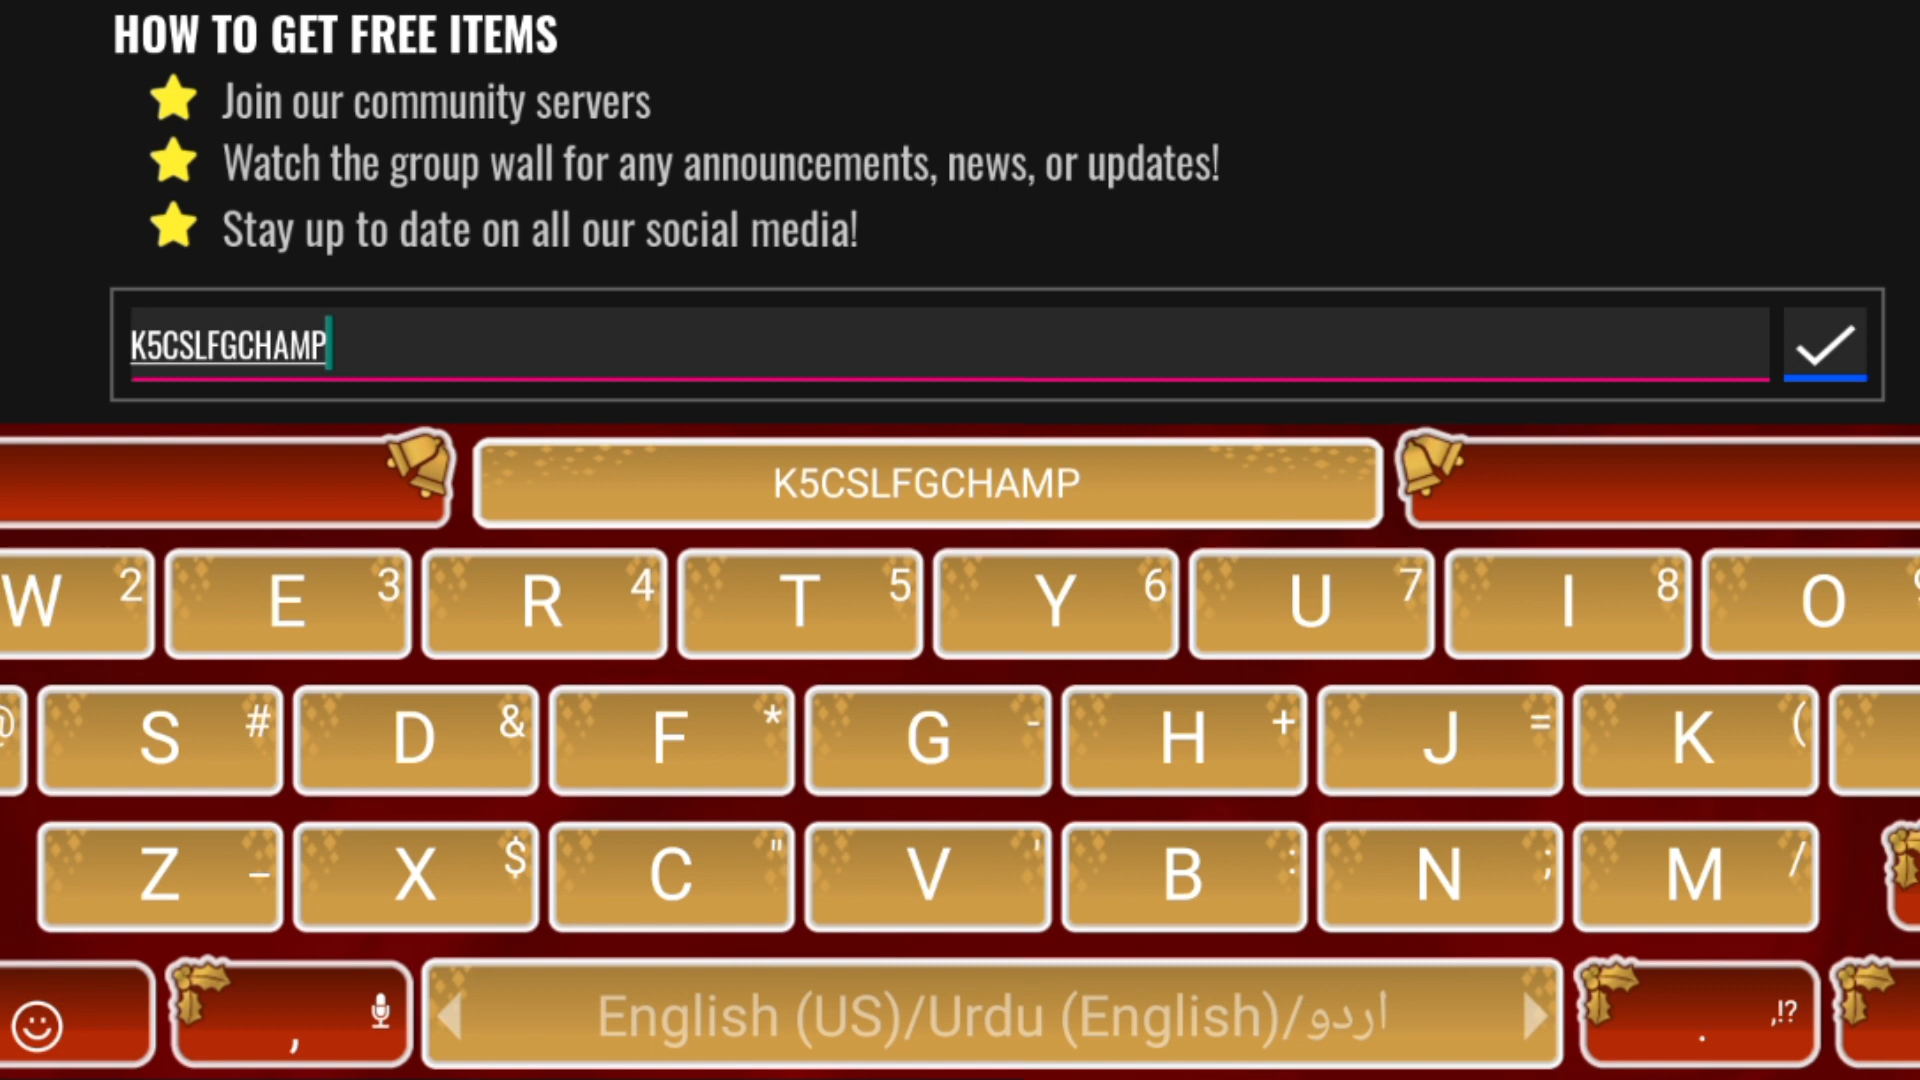 HOW TO GET FREE ITEMS
Join our community servers
Watch the group wall for any announcements, news, or updates!
Stay up to date on all our social media!
K5CSLFGCHAMP
K5CSLFGCHAMP
W 2 E 3 R 4 T 5 Y 6 U 7 I 8 O 9
@ S # D & F * G - H + J = K (
Z _ X $ C " V ' B : N ; M /
, English (US)/Urdu (English)/اردو . ,!?